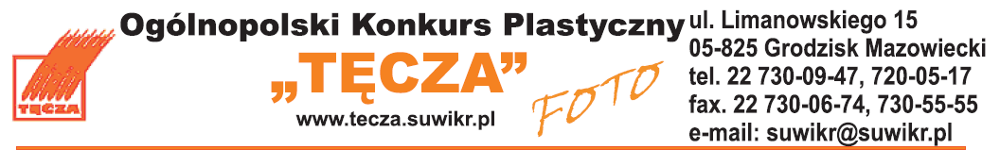 TĘCZA
Ogólnopolski Konkurs Plastyczny
„TĘCZA”
FOTO
www.tecza.suwikr.pl
ul. Limanowskiego 15
05-825 Grodzisk Mazowiecki
tel. 22 730-09-47, 720-05-17
fax. 22 730-06-74, 730-55-55
e-mail: suwikr@suwikr.pl